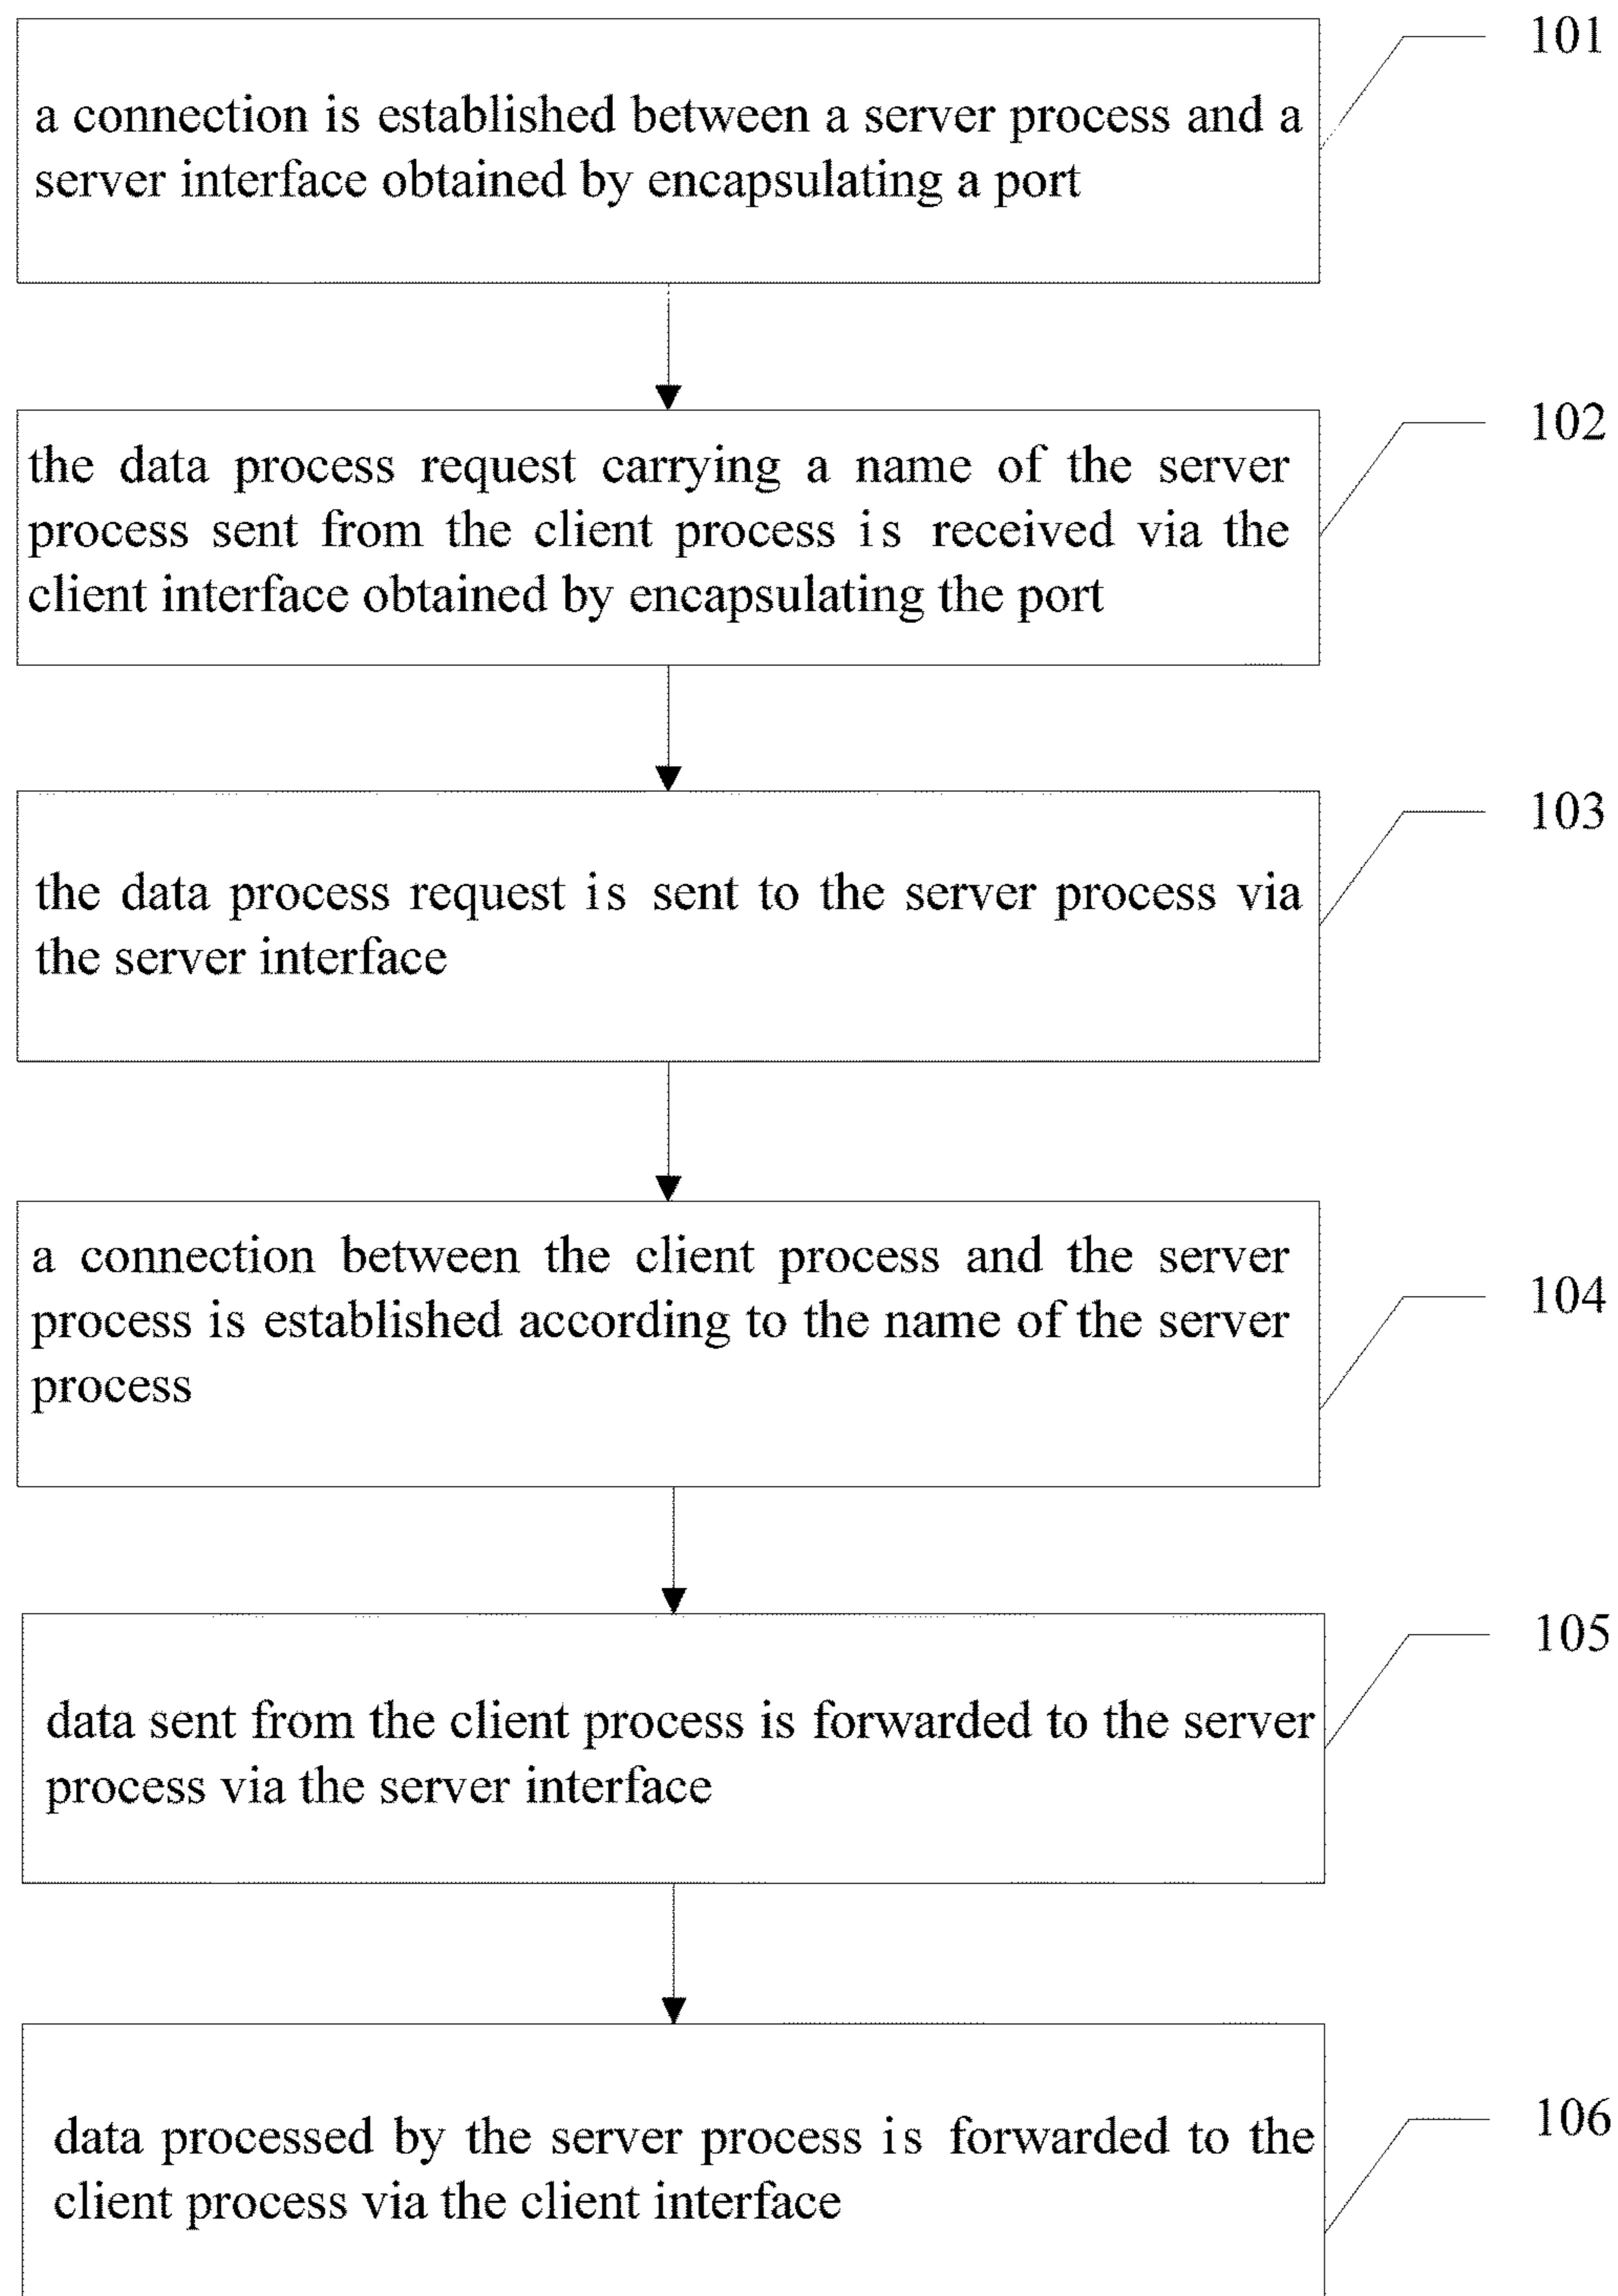 101
a connection is established between a server process and a
server interface obtained by encapsulating a port
102
the data process request carrying a name of the server
process sent from the client process is received via the
client interface obtained by encapsulating the port
103
the data process request is sent to the server process via
the server interface
104
a connection between the client process and the server
process is established according to the name of the server
process
105
data sent from the client process is forwarded to the server
process via the server interface
106
data processed by the server process is forwarded to the
client process via the client interface